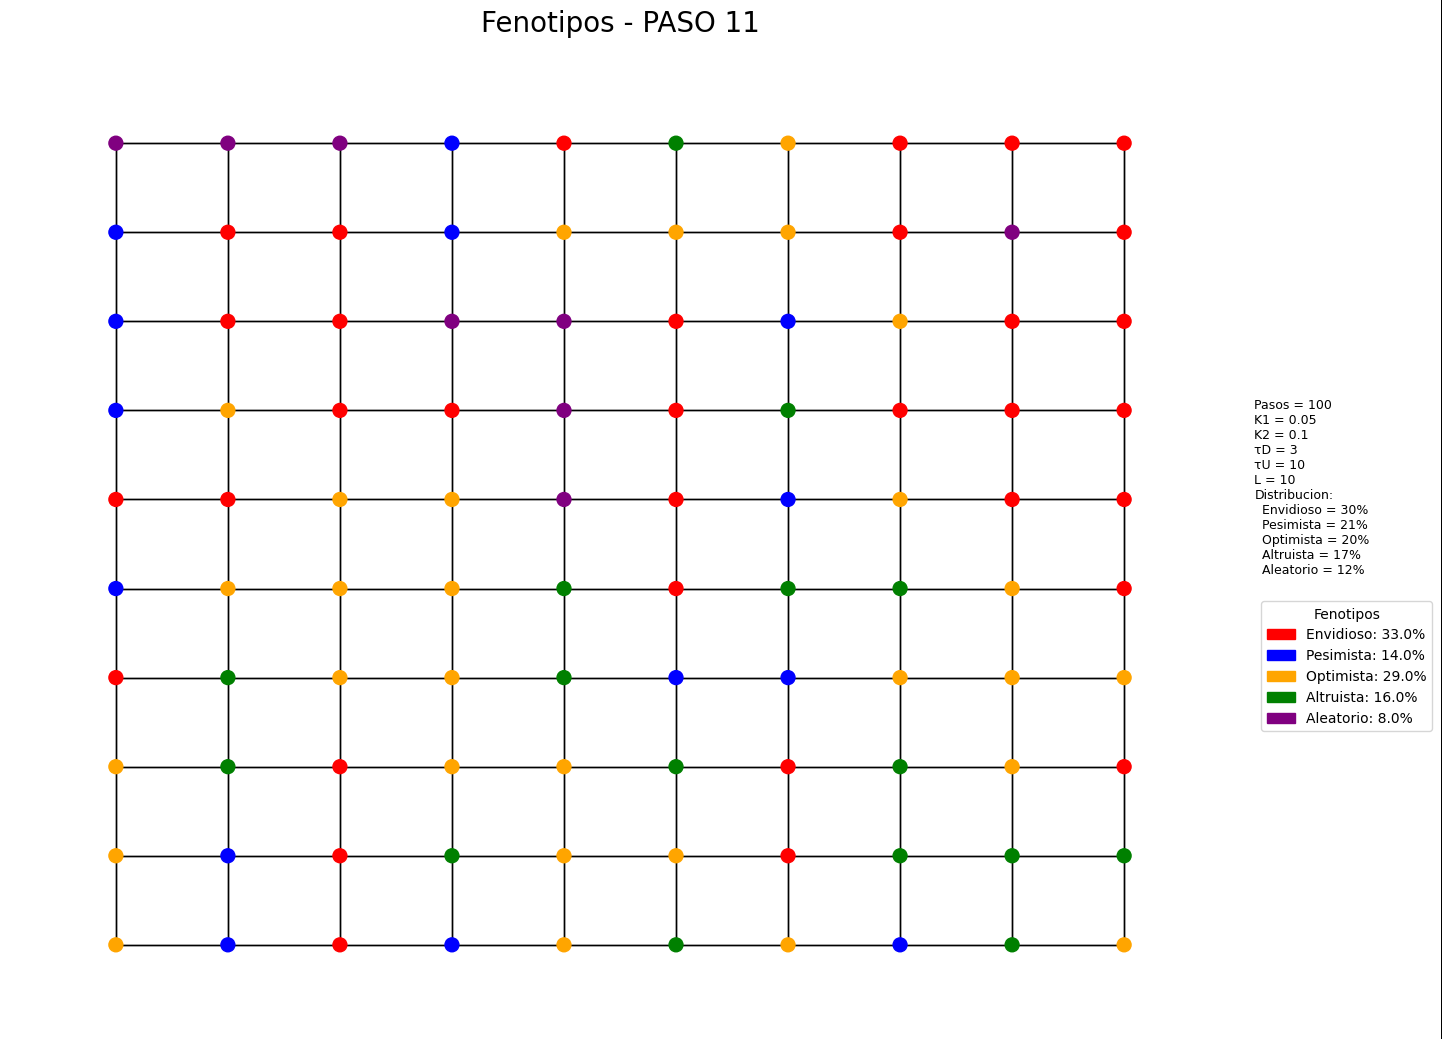 Fenotipos - PASO 11
Pasos = 100
K1 = 0.05
K2 = 0.1
τD = 3
τU = 10
L = 10
Distribucion:
Envidioso = 30%
Pesimista = 21%
Optimista = 20%
Altruista = 17%
Aleatorio = 12%
Fenotipos
Envidioso: 33.0%
Pesimista: 14.0%
Optimista: 29.0%
Altruista: 16.0%
Aleatorio: 8.0%